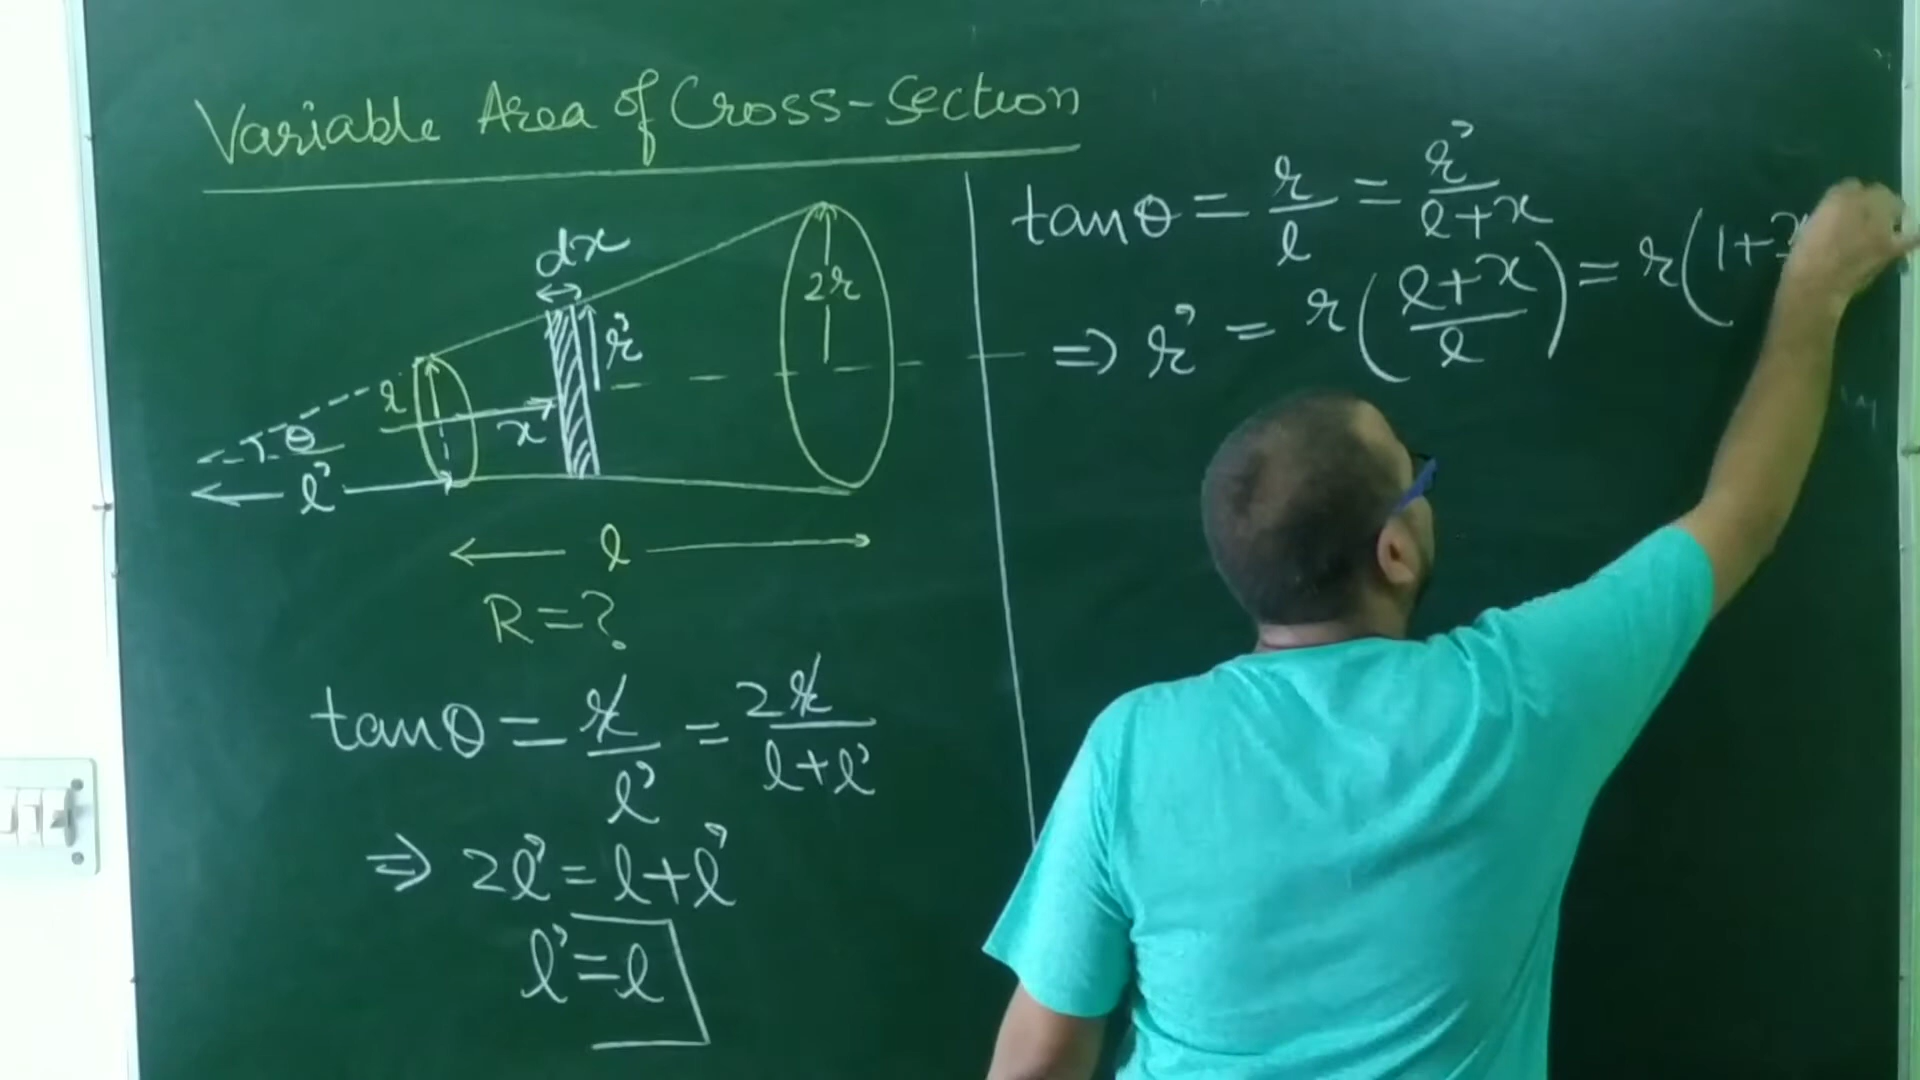 Variable Area of Cross-section
dx
2r
r'
r
x
θ
l'
l
R = ?
tanθ = r/l' = 2r/(l+l')
⇒ 2l' = l+l'
l' = l
tanθ = r/l = r'/(l+x)
⇒ r' = r((l+x)/l) = r(1+